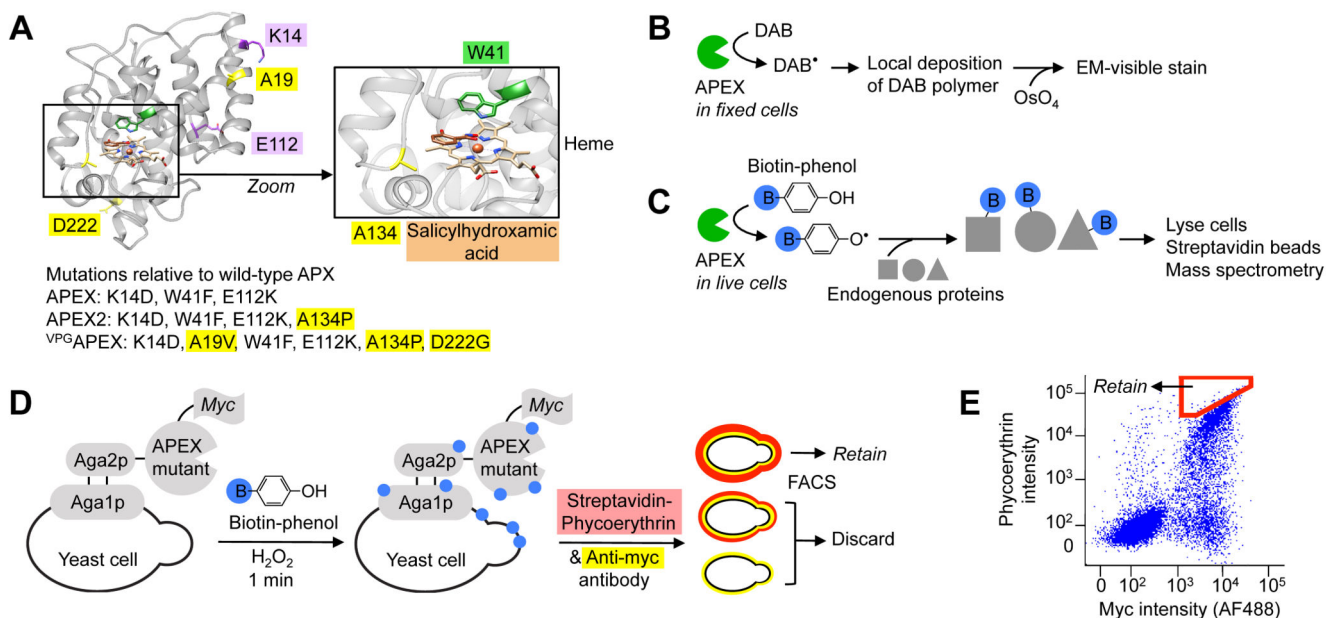 A
K14
A19
W41
E112
D222
Zoom
Heme
A134
Salicylhydroxamic
acid
Mutations relative to wild-type APX
APEX: K14D, W41F, E112K
APEX2: K14D, W41F, E112K, A134P
VPGAPEX: K14D, A19V, W41F, E112K, A134P, D222G
B
DAB
DAB•
APEX
in fixed cells
Local deposition
of DAB polymer
OsO4
EM-visible stain
C
Biotin-phenol
B
OH
B
O•
APEX
in live cells
Endogenous proteins
B
B
B
Lyse cells
Streptavidin beads
Mass spectrometry
D
Myc
APEX
mutant
Aga2p
Aga1p
Yeast cell
B
OH
Biotin-phenol
H2O2
1 min
Myc
APEX
mutant
Aga2p
Aga1p
Yeast cell
Streptavidin-
Phycoerythrin
& Anti-myc
antibody
Retain
FACS
Discard
E
Retain
Phycoerythrin
intensity
10^5
10^4
10^3
10^2
0
0
10^2
10^3
10^4
10^5
Myc intensity (AF488)